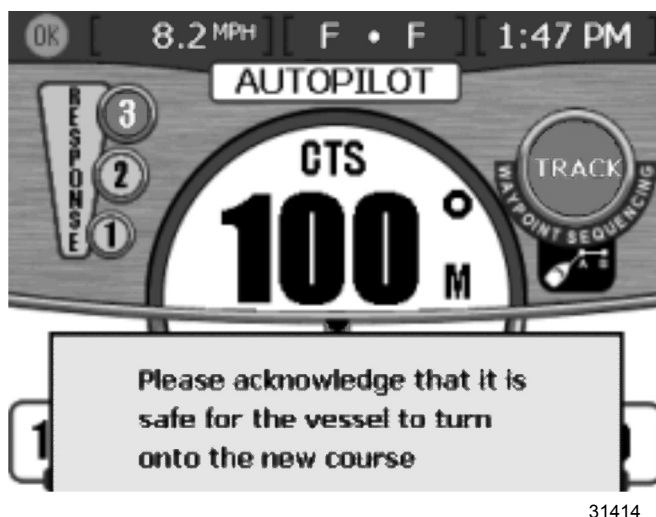 OK [ 8.2 MPH ] [ F • F ] [ 1:47 PM ]
AUTOPILOT
RESPONSE
3
2
1
CTS
100°
M
TRACK
WAYPOINT SEQUENCING
A B
Please acknowledge that it is
safe for the vessel to turn
onto the new course
31414